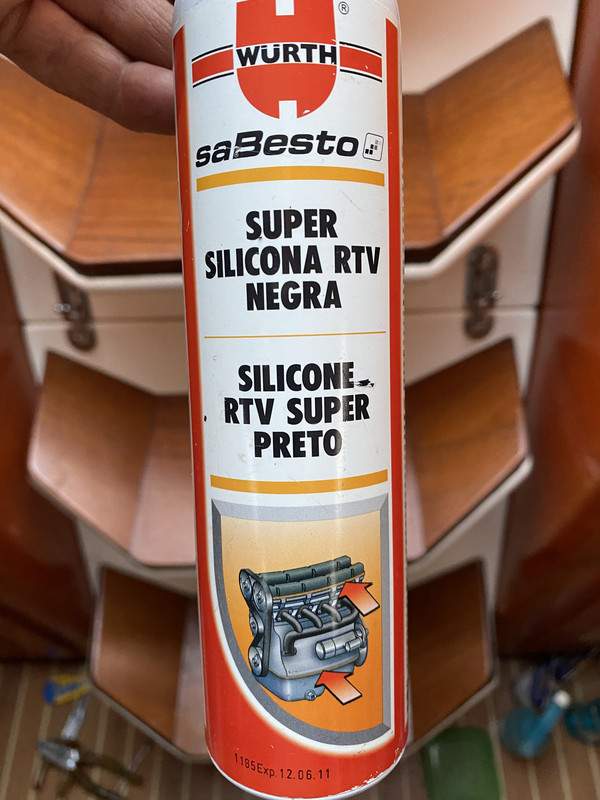 ®
WÜRTH
saBesto
SUPER
SILICONA RTV
NEGRA
SILICONE
RTV SUPER
PRETO
1185Exp.12.06.11